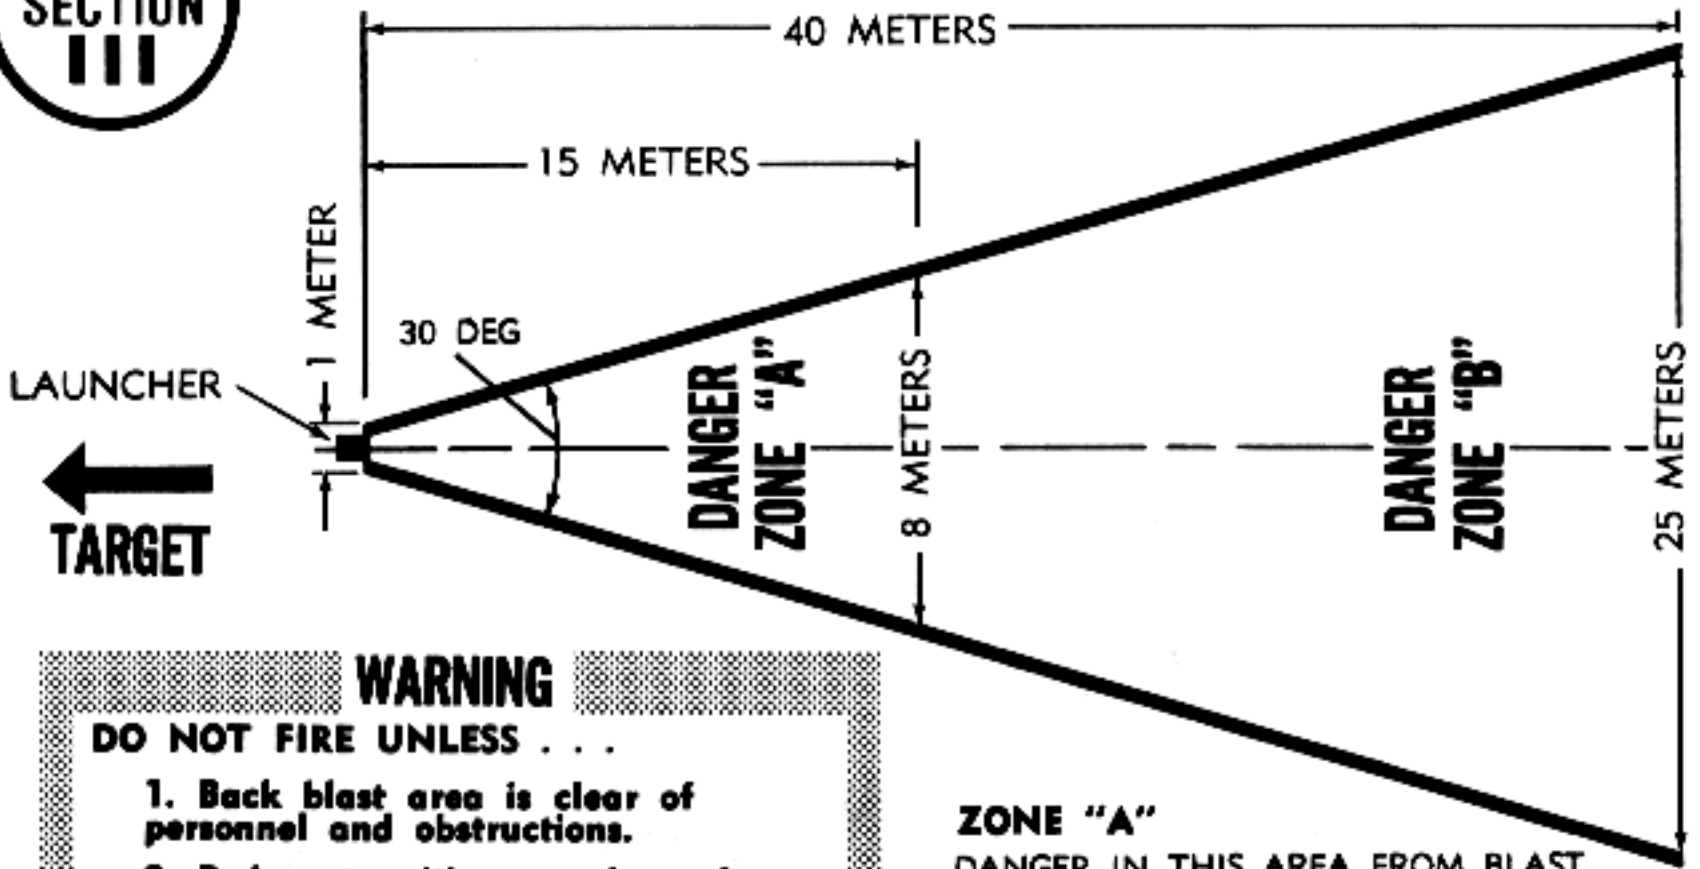 SECTION
III
40 METERS
15 METERS
1 METER
30 DEG
LAUNCHER
DANGER
ZONE "A"
8 METERS
DANGER
ZONE "B"
25 METERS
TARGET
WARNING
DO NOT FIRE UNLESS . . .
1. Back blast area is clear of
personnel and obstructions.
ZONE "A"
DANGER IN THIS AREA FROM BLAST